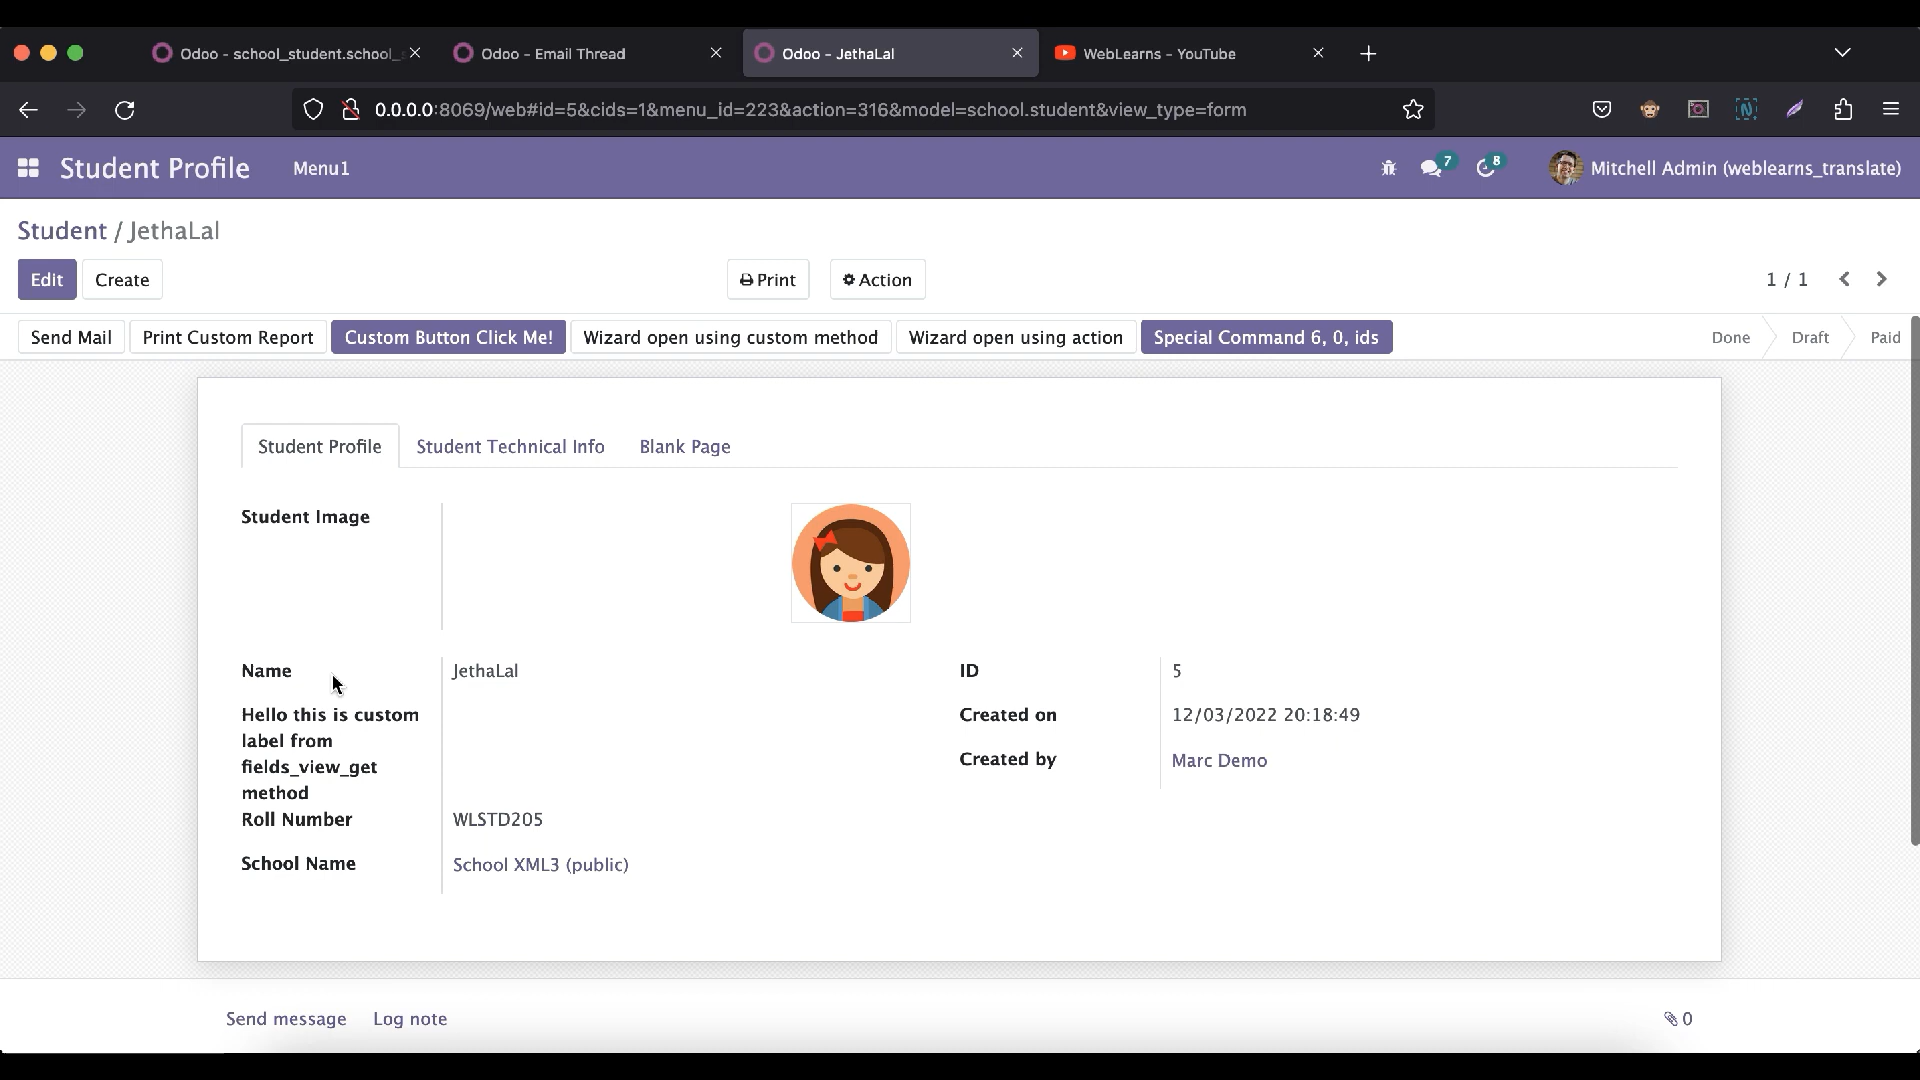 Odoo - school_student.school_s
Odoo - Email Thread
Odoo - JethaLal
WebLearns - YouTube
0.0.0.0:8069/web#id=5&cids=1&menu_id=223&action=316&model=school.student&view_type=form
Student Profile
Menu1
7
8
Mitchell Admin (weblearns_translate)
Student / JethaLal
Edit
Create
Print
Action
1 / 1
Send Mail
Print Custom Report
Custom Button Click Me!
Wizard open using custom method
Wizard open using action
Special Command 6, 0, ids
Done
Draft
Paid
Student Profile
Student Technical Info
Blank Page
Student Image
Name
JethaLal
ID
5
Hello this is custom
label from
fields_view_get
method
Created on
12/03/2022 20:18:49
Created by
Marc Demo
Roll Number
WLSTD205
School Name
School XML3 (public)
Send message
Log note
0